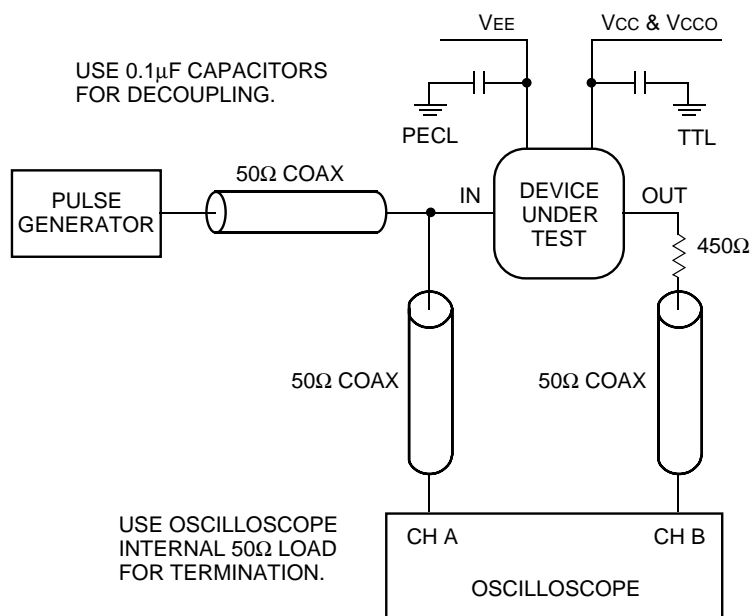 VEE
VCC & VCCO
USE 0.1μF CAPACITORS
FOR DECOUPLING.
PECL
TTL
50Ω COAX
PULSE
GENERATOR
IN
DEVICE
UNDER
TEST
OUT
450Ω
50Ω COAX
50Ω COAX
USE OSCILLOSCOPE
INTERNAL 50Ω LOAD
FOR TERMINATION.
CH A
CH B
OSCILLOSCOPE